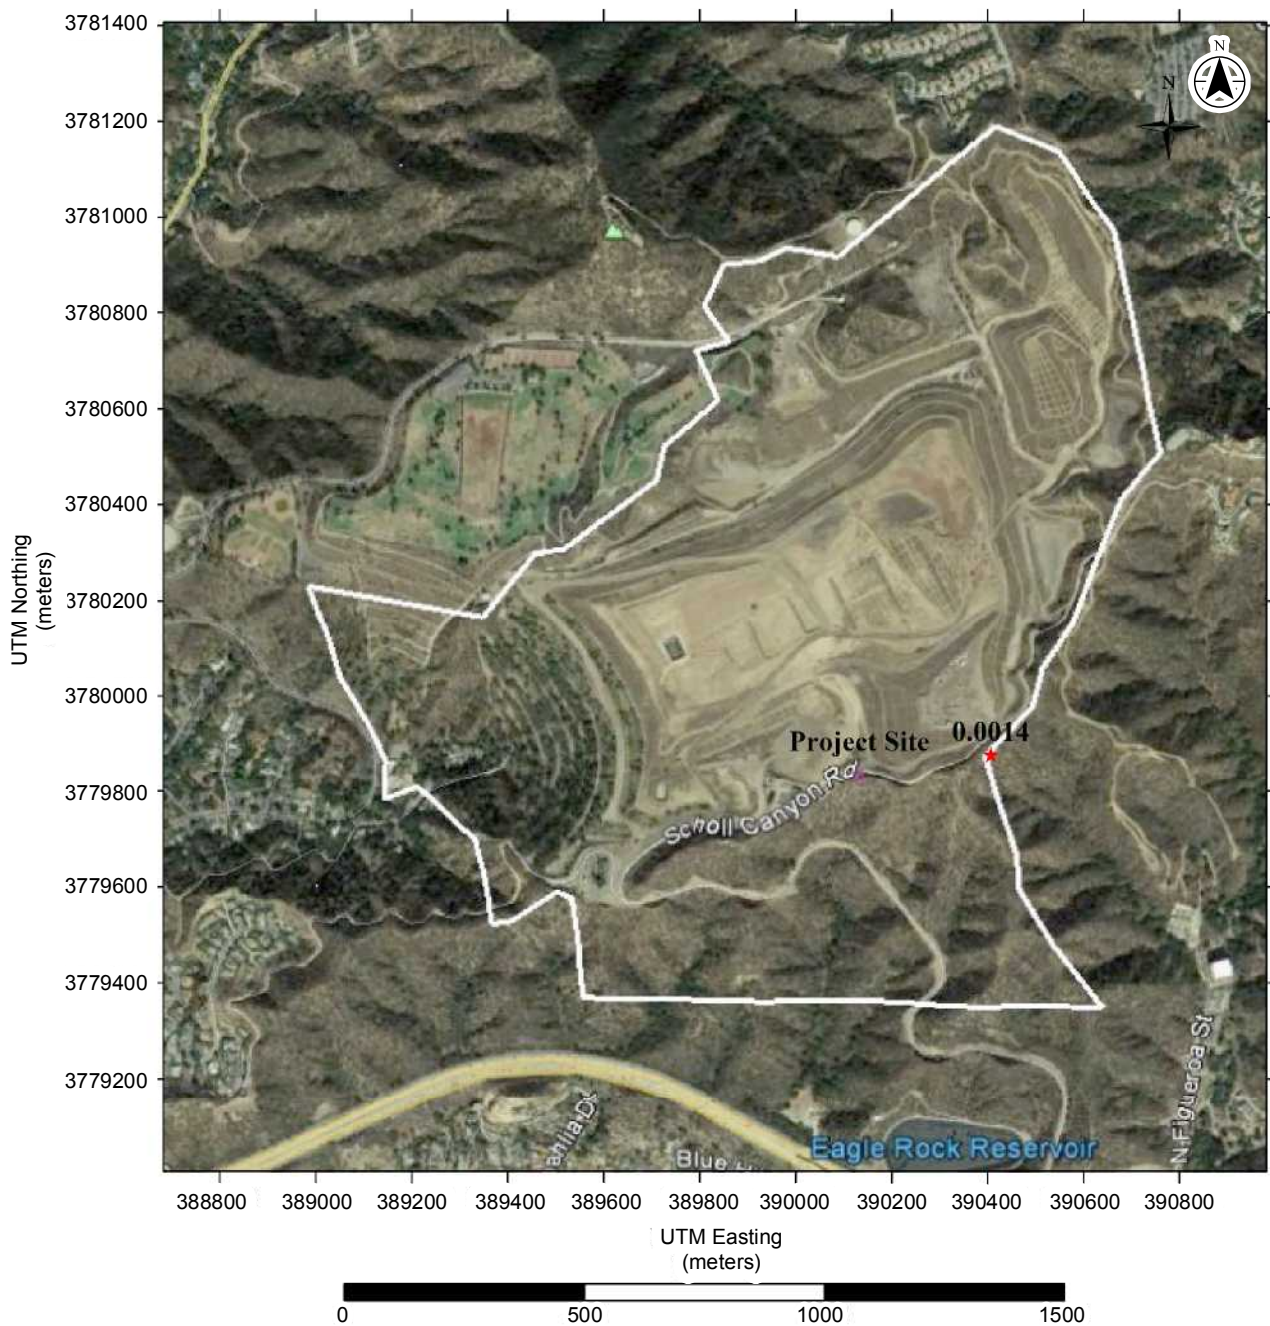 3781400
3781200
3781000
3780800
3780600
3780400
3780200
3780000
3779800
3779600
3779400
3779200
UTM Northing
(meters)
N
N
Project Site
0.0014
Scholl Canyon Rd
N Figueroa St
Eagle Rock Reservoir
Blue
388800 389000 389200 389400 389600 389800 390000 390200 390400 390600 390800
UTM Easting
(meters)
0 500 1000 1500